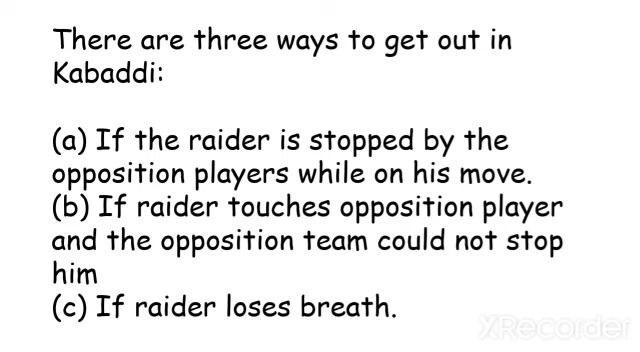 There are three ways to get out in
Kabaddi:
(a) If the raider is stopped by the
opposition players while on his move.
(b) If raider touches opposition player
and the opposition team could not stop
him
(c) If raider loses breath.
XRecorder